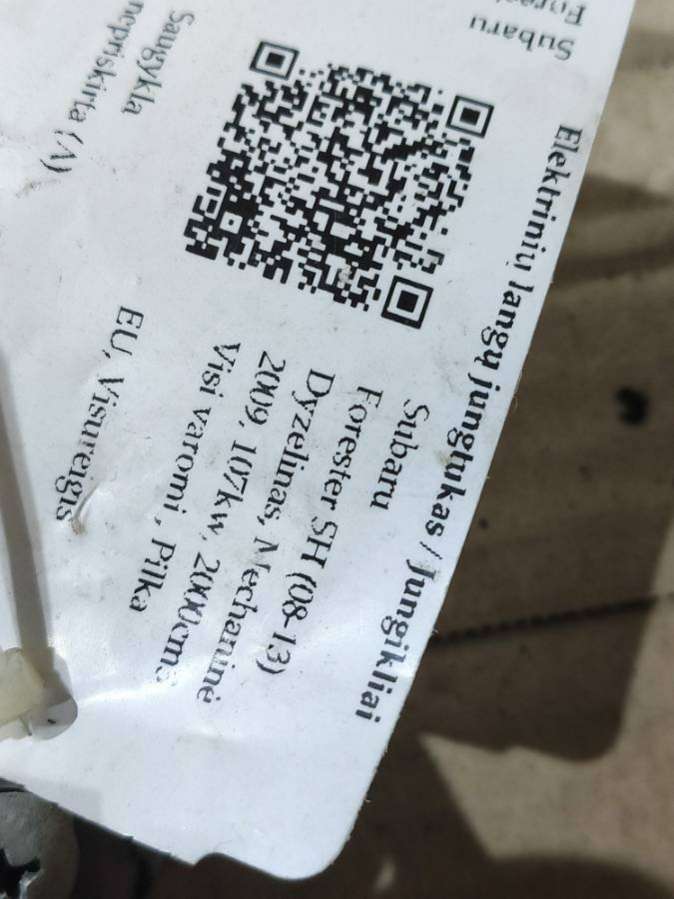 Elektrinių langų jungtukas / Jungikliai
Subaru
Forester SH (08-13)
Dyzelinas, Mechaninė
2009, 107kw, 2000cm3
Visi varomi, Pilka
EU, Visureigis
Saugykla
nepriskirta (A)
Subaru